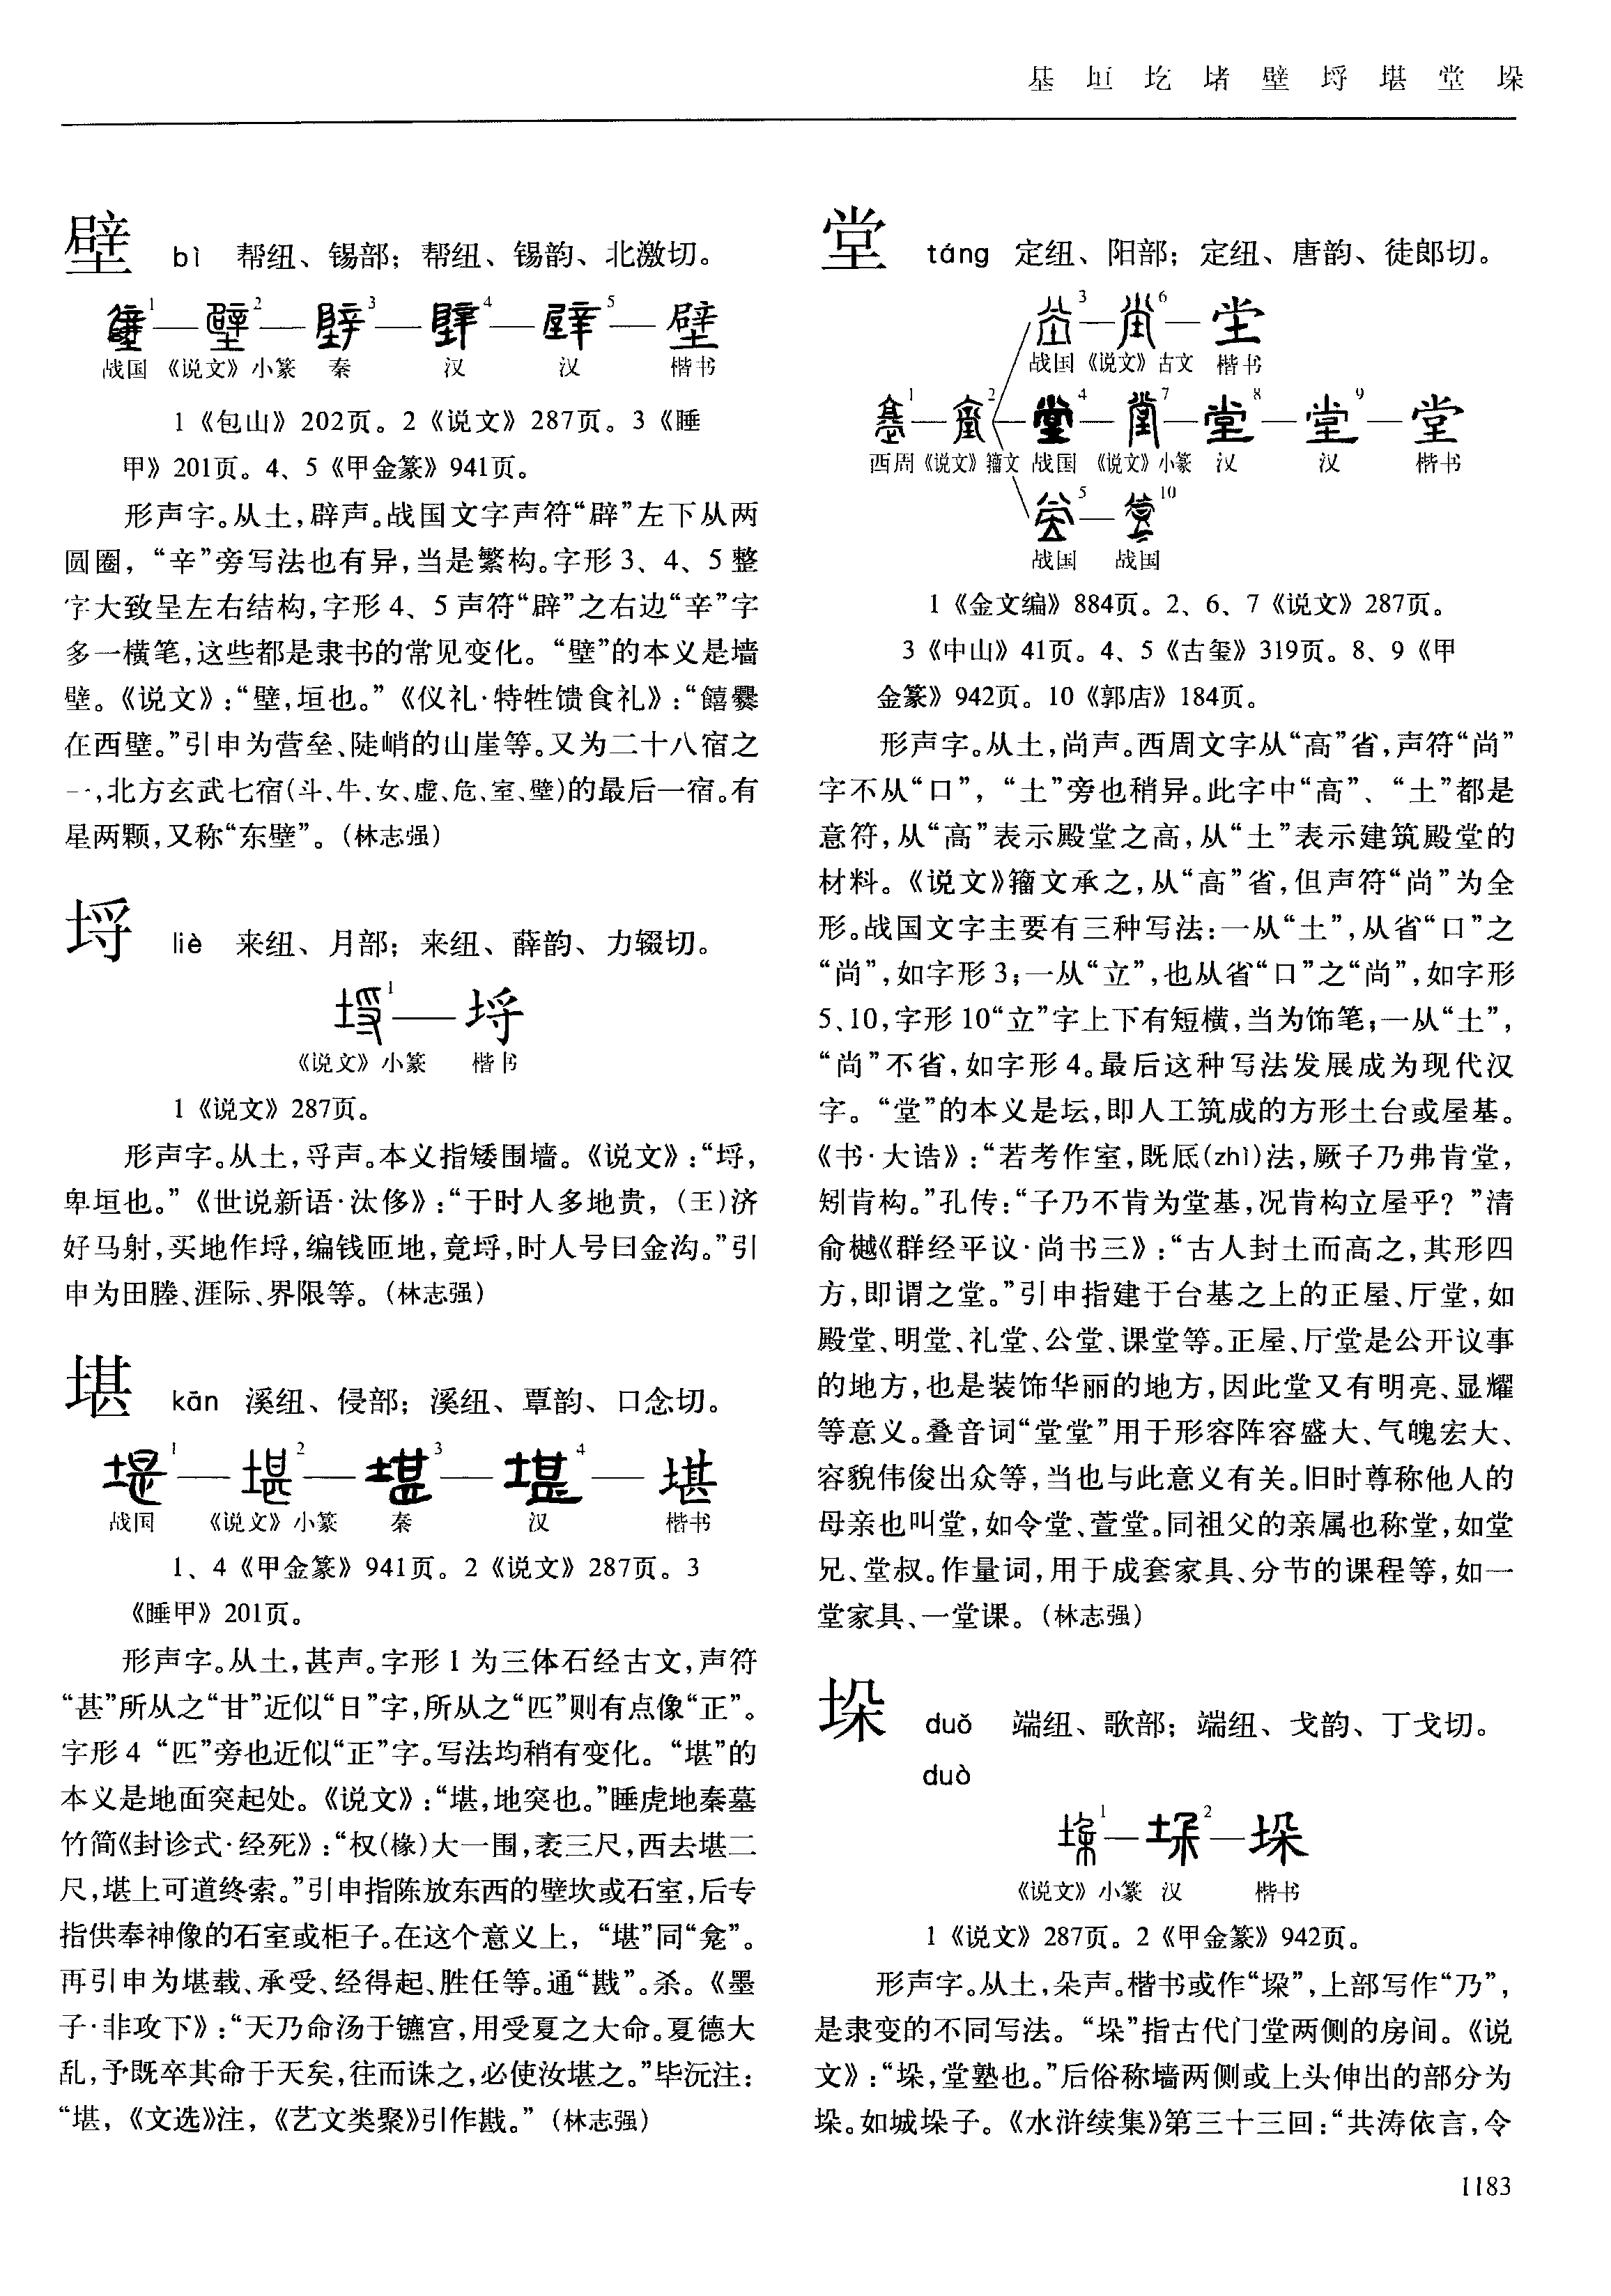 基 垣 圪 堵 壁 埒 堪 堂 垛
壁 bì 帮纽、锡部；帮纽、锡韵、北激切。
1 2 3 4 5 壁
战国 《说文》小篆 秦 汉 汉 楷书
1《包山》202页。2《说文》287页。3《睡
甲》201页。4、5《甲金篆》941页。
形声字。从土，辟声。战国文字声符“辟”左下从两
圆圈，“辛”旁写法也有异，当是繁构。字形3、4、5整
字大致呈左右结构，字形4、5声符“辟”之右边“辛”字
多一横笔，这些都是隶书的常见变化。“壁”的本义是墙
壁。《说文》：“壁，垣也。”《仪礼·特牲馈食礼》：“饎爨
在西壁。”引申为营垒、陡峭的山崖等。又为二十八宿之
一，北方玄武七宿(斗、牛、女、虚、危、室、壁)的最后一宿。有
星两颗，又称“东壁”。（林志强）
埒 liè 来纽、月部；来纽、薛韵、力辍切。
1 埒
《说文》小篆 楷书
1《说文》287页。
形声字。从土，寽声。本义指矮围墙。《说文》：“埒，
卑垣也。”《世说新语·汰侈》：“于时人多地贵，(王)济
好马射，买地作埒，编钱匝地，竟埒，时人号曰金沟。”引
申为田塍、涯际、界限等。（林志强）
堪 kān 溪纽、侵部；溪纽、覃韵、口含切。
1 2 3 4 堪
战国 《说文》小篆 秦 汉 楷书
1、4《甲金篆》941页。2《说文》287页。3
《睡甲》201页。
形声字。从土，甚声。字形1为三体石经古文，声符
“甚”所从之“甘”近似“日”字，所从之“匹”则有点像“正”。
字形4“匹”旁也近似“正”字。写法均稍有变化。“堪”的
本义是地面突起处。《说文》：“堪，地突也。”睡虎地秦墓
竹简《封诊式·经死》：“权(椽)大一围，袤三尺，西去堪二
尺，堪上可道终索。”引申指陈放东西的壁坎或石室，后专
指供奉神像的石室或柜子。在这个意义上，“堪”同“龛”。
再引申为堪载、承受、经得起、胜任等。通“戡”。杀。《墨
子·非攻下》：“天乃命汤于镳宫，用受夏之大命。夏德大
乱，予既卒其命于天矣，往而诛之，必使汝堪之。”毕沅注：
“堪，《文选》注，《艺文类聚》引作戡。”（林志强）
堂 táng 定纽、阳部；定纽、唐韵、徒郎切。
3 6 坣
战国 《说文》古文 楷书
1 2 4 7 8 9 堂
西周 《说文》籀文 战国 《说文》小篆 汉 汉 楷书
5 10
战国 战国
1《金文编》884页。2、6、7《说文》287页。
3《中山》41页。4、5《古玺》319页。8、9《甲
金篆》942页。10《郭店》184页。
形声字。从土，尚声。西周文字从“高”省，声符“尚”
字不从“口”，“土”旁也稍异。此字中“高”、“土”都是
意符，从“高”表示殿堂之高，从“土”表示建筑殿堂的
材料。《说文》籀文承之，从“高”省，但声符“尚”为全
形。战国文字主要有三种写法：一从“土”，从省“口”之
“尚”，如字形3；一从“立”，也从省“口”之“尚”，如字形
5、10，字形10“立”字上下有短横，当为饰笔；一从“土”，
“尚”不省，如字形4。最后这种写法发展成为现代汉
字。“堂”的本义是坛，即人工筑成的方形土台或屋基。
《书·大诰》：“若考作室，既厎(zhǐ)法，厥子乃弗肯堂，
矧肯构。”孔传：“子乃不肯为堂基，况肯构立屋乎？”清
俞樾《群经平议·尚书三》：“古人封土而高之，其形四
方，即谓之堂。”引申指建于台基之上的正屋、厅堂，如
殿堂、明堂、礼堂、公堂、课堂等。正屋、厅堂是公开议事
的地方，也是装饰华丽的地方，因此堂又有明亮、显耀
等意义。叠音词“堂堂”用于形容阵容盛大、气魄宏大、
容貌伟俊出众等，当也与此意义有关。旧时尊称他人的
母亲也叫堂，如令堂、萱堂。同祖父的亲属也称堂，如堂
兄、堂叔。作量词，用于成套家具、分节的课程等，如一
堂家具、一堂课。（林志强）
垛 duǒ 端纽、歌部；端纽、戈韵、丁戈切。
duò
1 2 垛
《说文》小篆 汉 楷书
1《说文》287页。2《甲金篆》942页。
形声字。从土，朵声。楷书或作“垜”，上部写作“乃”，
是隶变的不同写法。“垛”指古代门堂两侧的房间。《说
文》：“垛，堂塾也。”后俗称墙两侧或上头伸出的部分为
垛。如城垛子。《水浒续集》第三十三回：“共涛依言，令
1183